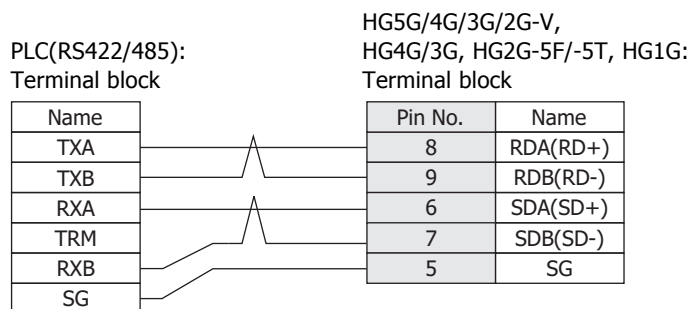 HG5G/4G/3G/2G-V,
PLC(RS422/485): HG4G/3G, HG2G-5F/-5T, HG1G:
Terminal block Terminal block
Name Pin No. Name
TXA 8 RDA(RD+)
TXB 9 RDB(RD-)
RXA 6 SDA(SD+)
TRM 7 SDB(SD-)
RXB 5 SG
SG